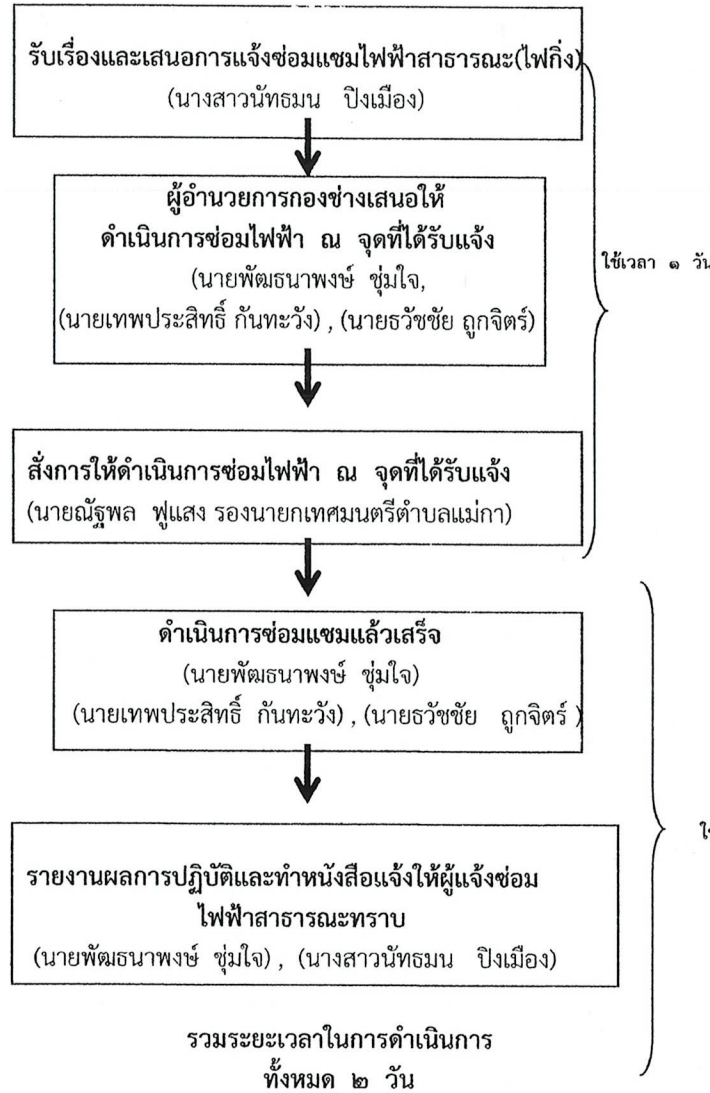 รับเรื่องและเสนอการแจ้งซ่อมแซมไฟฟ้าสาธารณะ(ไฟกิ่ง)
(นางสาวนัทธมน ปิงเมือง)
ผู้อำนวยการกองช่างเสนอให้
ดำเนินการซ่อมไฟฟ้า ณ จุดที่ได้รับแจ้ง
(นายพัฒธนาพงษ์ ชุ่มใจ,
(นายเทพประสิทธิ์ กันทะวัง) , (นายธวัชชัย ถูกจิตร์)
ใช้เวลา ๑ วัน
สั่งการให้ดำเนินการซ่อมไฟฟ้า ณ จุดที่ได้รับแจ้ง
(นายณัฐพล ฟูแสง รองนายกเทศมนตรีตำบลแม่กา)
ดำเนินการซ่อมแซมแล้วเสร็จ
(นายพัฒธนาพงษ์ ชุ่มใจ)
(นายเทพประสิทธิ์ กันทะวัง) , (นายธวัชชัย ถูกจิตร์ )
รายงานผลการปฏิบัติและทำหนังสือแจ้งให้ผู้แจ้งซ่อม
ไฟฟ้าสาธารณะทราบ
(นายพัฒธนาพงษ์ ชุ่มใจ) , (นางสาวนัทธมน ปิงเมือง)
รวมระยะเวลาในการดำเนินการ
ทั้งหมด ๒ วัน